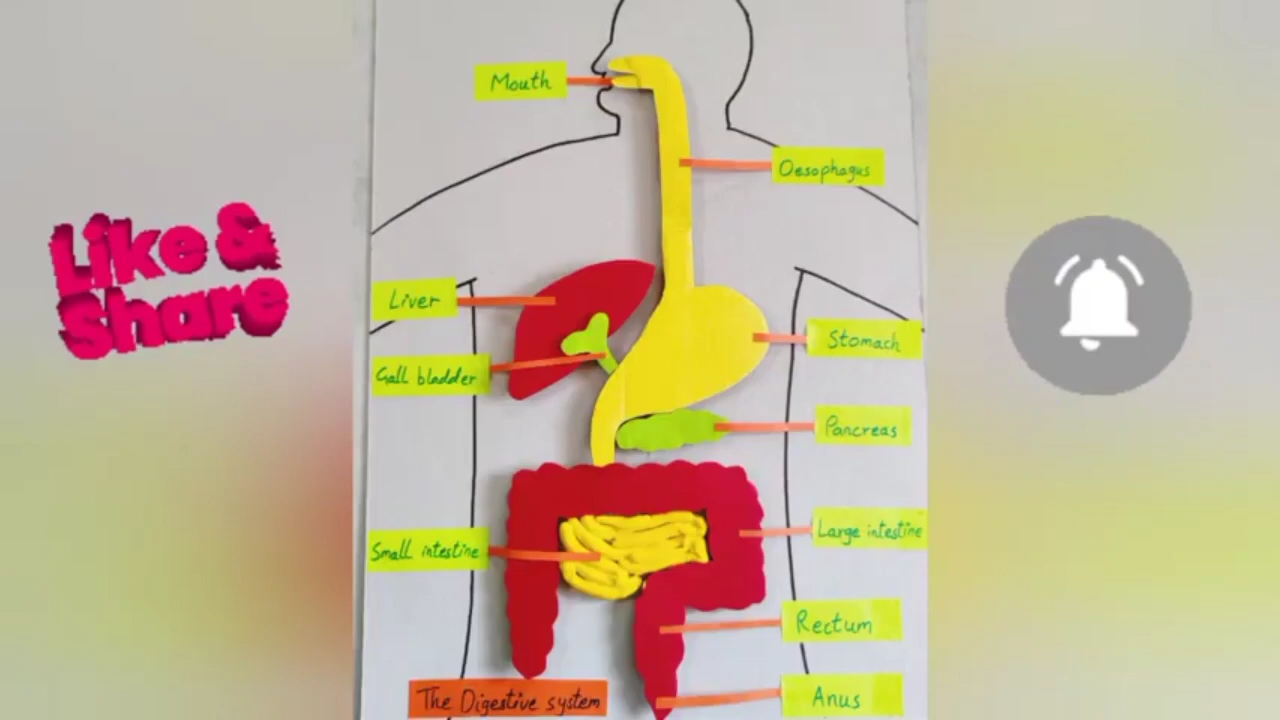 Like &
Share
Mouth
Oesophagus
Liver
Stomach
Gall bladder
Pancreas
Large intestine
Small intestine
Rectum
The Digestive system
Anus